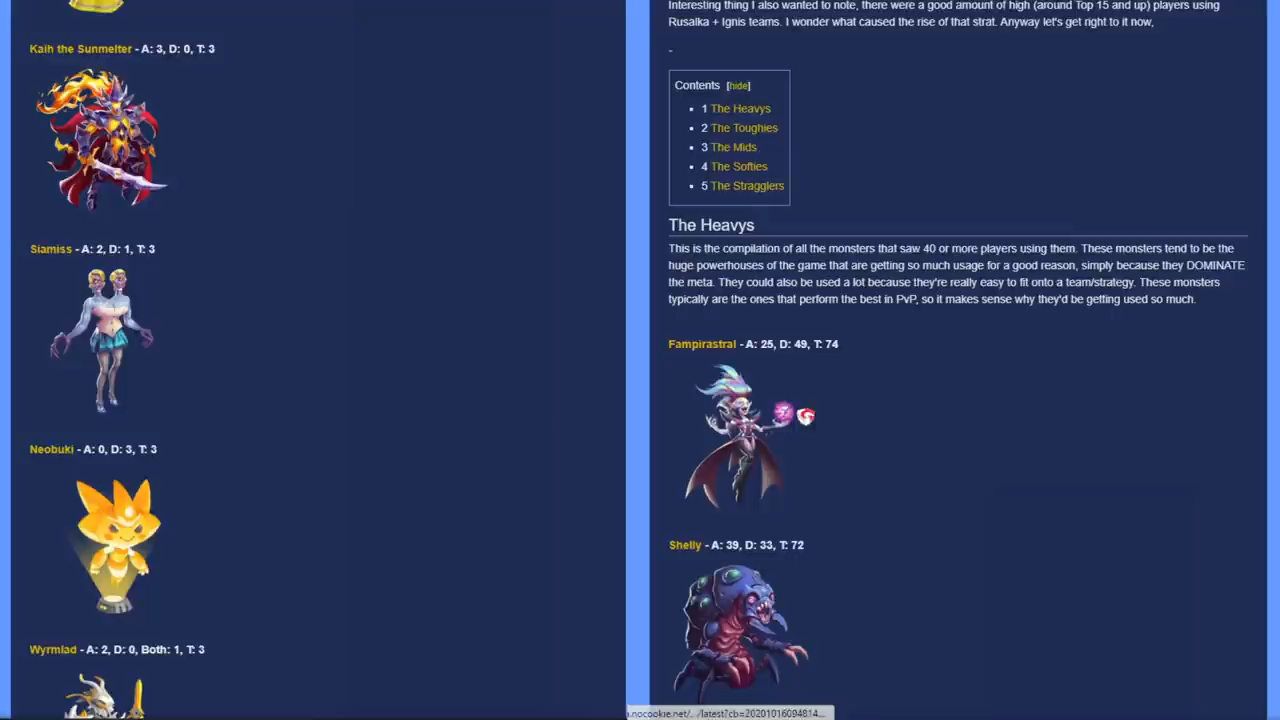 Kaih the Sunmelter - A: 3, D: 0, T: 3
Siamiss - A: 2, D: 1, T: 3
Neobuki - A: 0, D: 3, T: 3
Wyrmlad - A: 2, D: 0, Both: 1, T: 3
Interesting thing I also wanted to note, there were a good amount of high (around Top 15 and up) players using
Rusalka + Ignis teams. I wonder what caused the rise of that strat. Anyway let's get right to it now,
-
Contents [hide]
1 The Heavys
2 The Toughies
3 The Mids
4 The Softies
5 The Stragglers
The Heavys
This is the compilation of all the monsters that saw 40 or more players using them. These monsters tend to be the
huge powerhouses of the game that are getting so much usage for a good reason, simply because they DOMINATE
the meta. They could also be used a lot because they're really easy to fit onto a team/strategy. These monsters
typically are the ones that perform the best in PvP, so it makes sense why they'd be getting used so much.
Fampirastral - A: 25, D: 49, T: 74
Shelly - A: 39, D: 33, T: 72
a.nocookie.net/.../latest?cb=20201016094814...